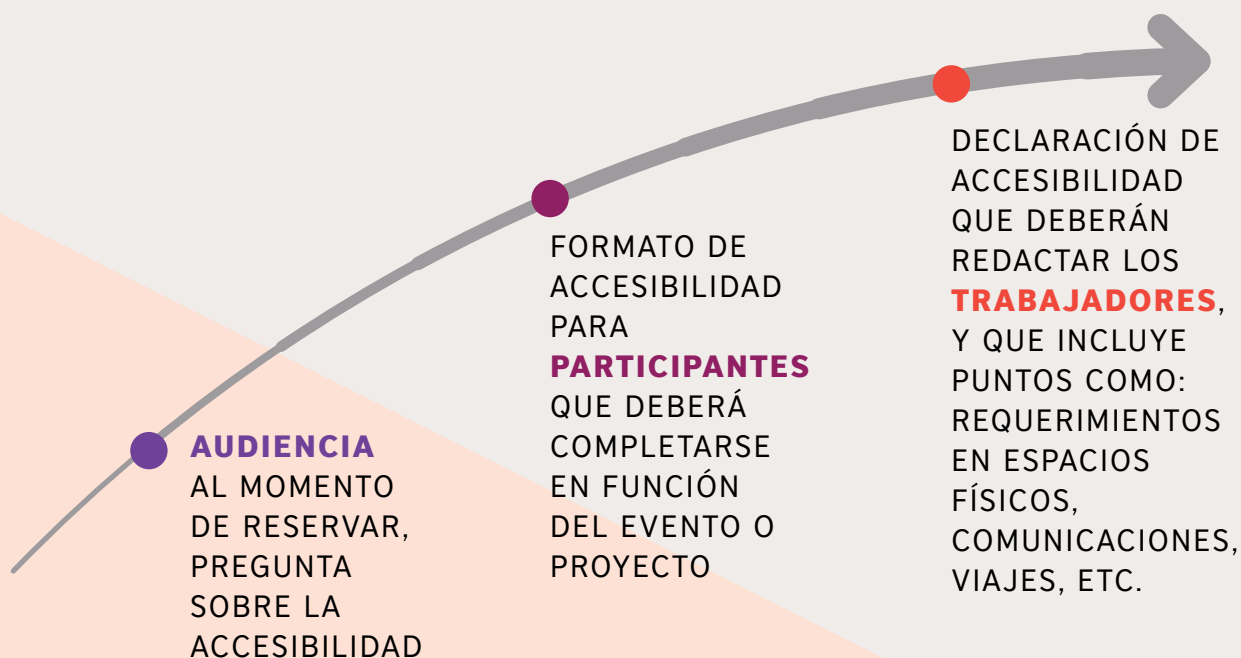 AUDIENCIA
AL MOMENTO
DE RESERVAR,
PREGUNTA
SOBRE LA
ACCESIBILIDAD
FORMATO DE
ACCESIBILIDAD
PARA
PARTICIPANTES
QUE DEBERÁ
COMPLETARSE
EN FUNCIÓN
DEL EVENTO O
PROYECTO
DECLARACIÓN DE
ACCESIBILIDAD
QUE DEBERÁN
REDACTAR LOS
TRABAJADORES,
Y QUE INCLUYE
PUNTOS COMO:
REQUERIMIENTOS
EN ESPACIOS
FÍSICOS,
COMUNICACIONES,
VIAJES, ETC.